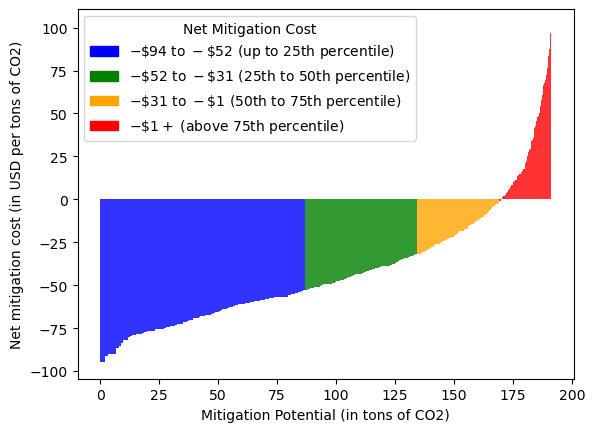 Net Mitigation Cost
−$94 to − $52 (up to 25th percentile)
−$52 to − $31 (25th to 50th percentile)
−$31 to − $1 (50th to 75th percentile)
−$1 + (above 75th percentile)
Net mitigation cost (in USD per tons of CO2)
100
75
50
25
0
−25
−50
−75
−100
0
25
50
75
100
125
150
175
200
Mitigation Potential (in tons of CO2)